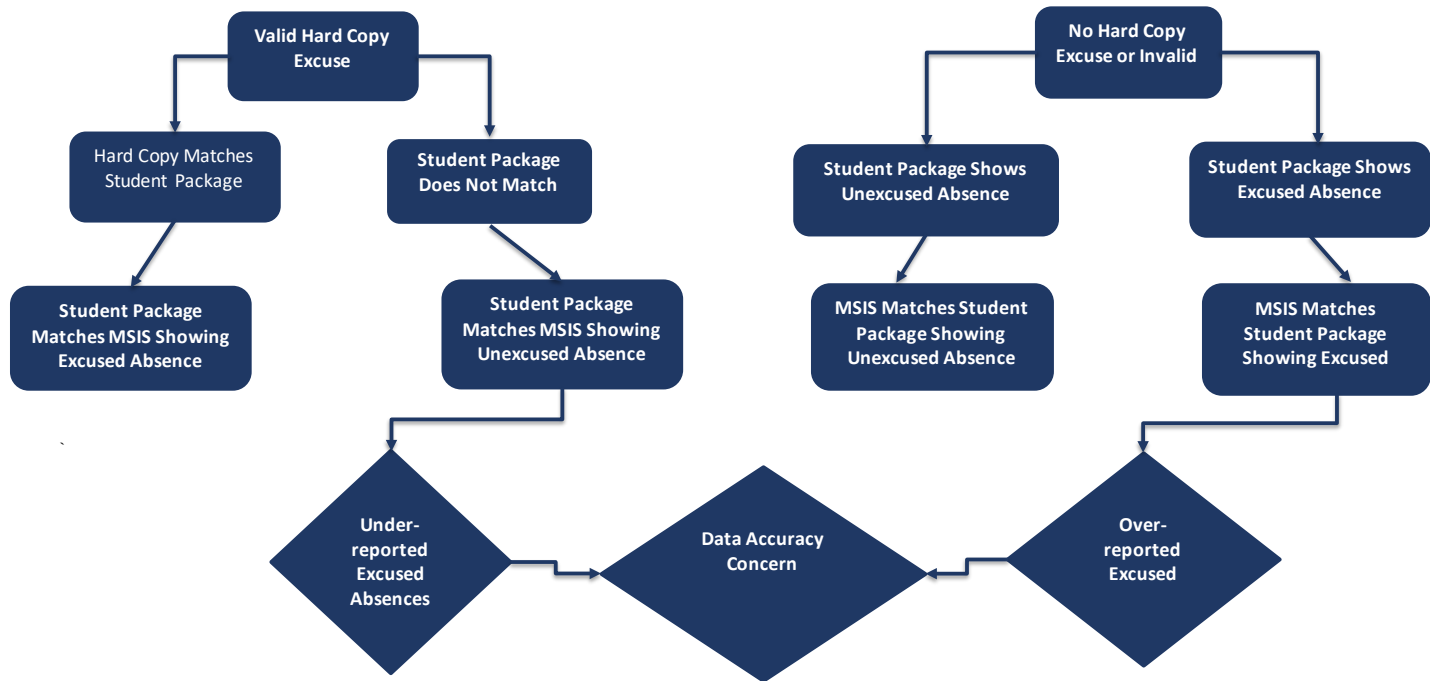 Valid Hard Copy
Excuse
No Hard Copy
Excuse or Invalid
Hard Copy Matches
Student Package
Student Package
Does Not Match
Student Package Shows
Unexcused Absence
Student Package Shows
Excused Absence
Student Package
Matches MSIS Showing
Excused Absence
Student Package
Matches MSIS Showing
Unexcused Absence
MSIS Matches Student
Package Showing
Unexcused Absence
MSIS Matches
Student Package
Showing Excused
`
Under-
reported
Excused
Absences
Data Accuracy
Concern
Over-
reported
Excused